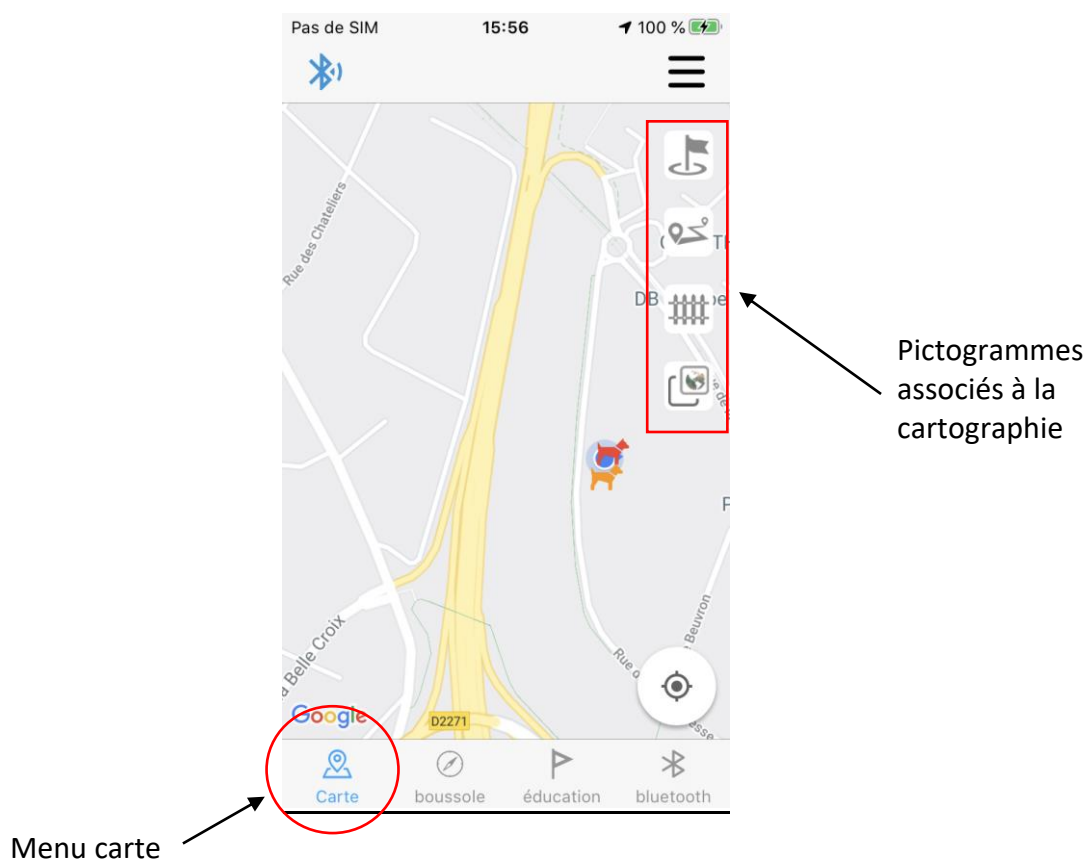 Pas de SIM 15:56 100 %
Rue des Chateliers
DB
Pictogrammes
associés à la
cartographie
Belle Croix
Beuvron
Rue
Google
D2271
Carte boussole éducation bluetooth
Menu carte